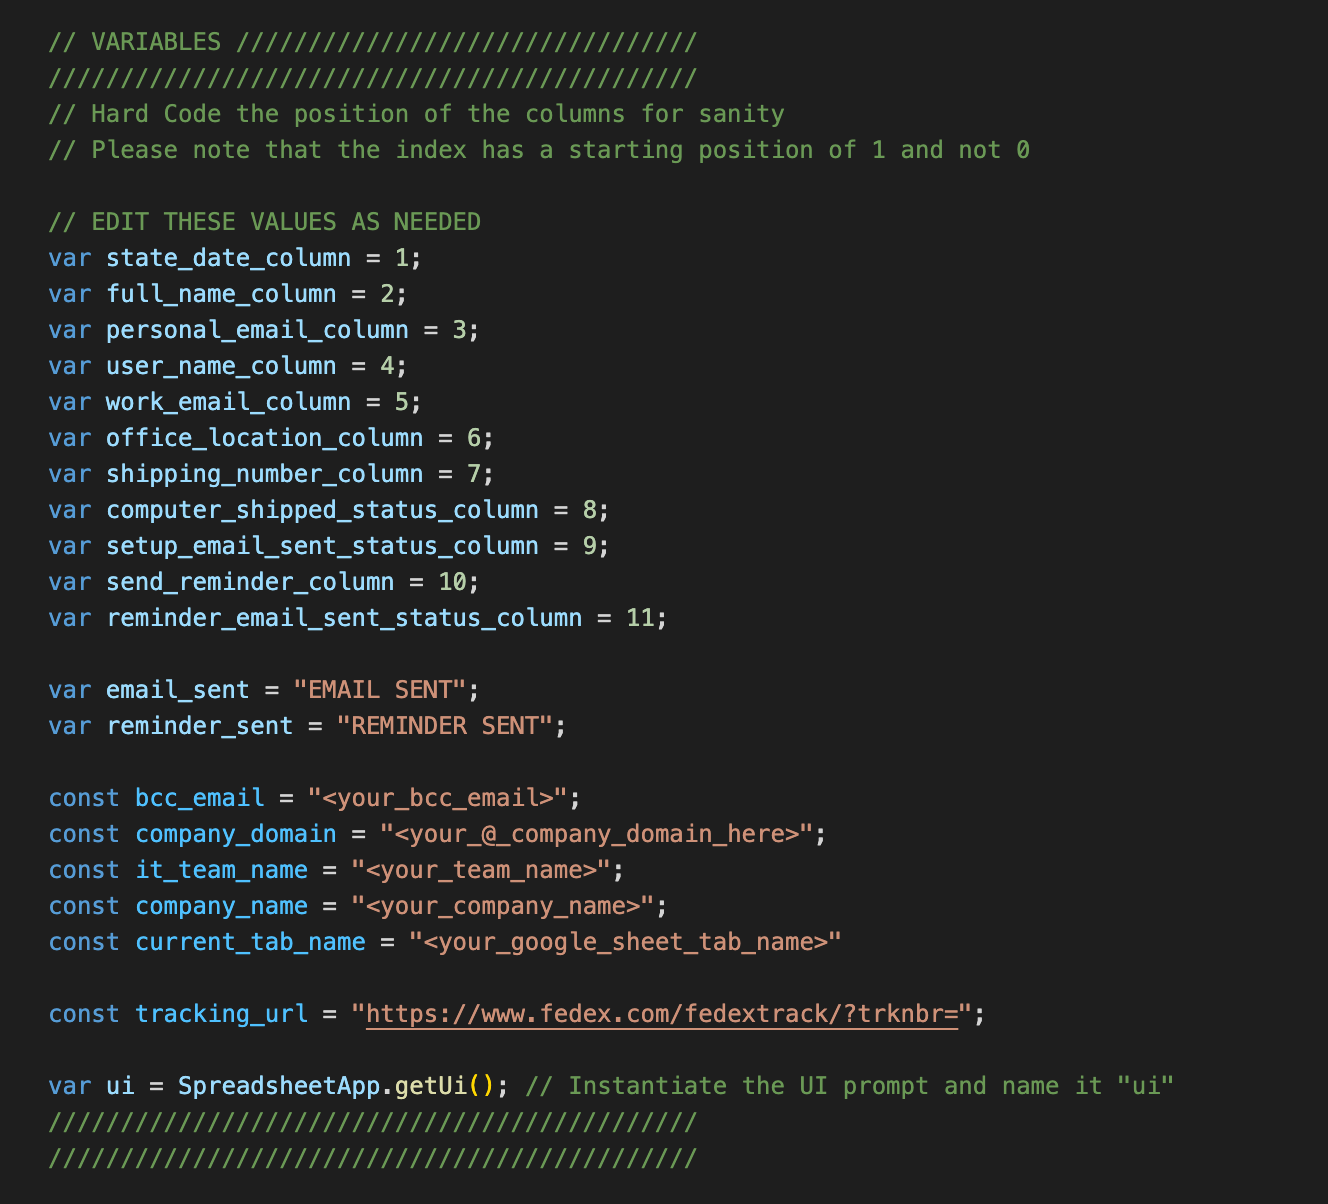 // VARIABLES ////////////////////////////////
/////////////////////////////////////////////
// Hard Code the position of the columns for sanity
// Please note that the index has a starting position of 1 and not 0
// EDIT THESE VALUES AS NEEDED
var state_date_column = 1;
var full_name_column = 2;
var personal_email_column = 3;
var user_name_column = 4;
var work_email_column = 5;
var office_location_column = 6;
var shipping_number_column = 7;
var computer_shipped_status_column = 8;
var setup_email_sent_status_column = 9;
var send_reminder_column = 10;
var reminder_email_sent_status_column = 11;
var email_sent = "EMAIL SENT";
var reminder_sent = "REMINDER SENT";
const bcc_email = "<your_bcc_email>";
const company_domain = "<your_@_company_domain_here>";
const it_team_name = "<your_team_name>";
const company_name = "<your_company_name>";
const current_tab_name = "<your_google_sheet_tab_name>"
const tracking_url = "https://www.fedex.com/fedextrack/?trknbr=";
var ui = SpreadsheetApp.getUi(); // Instantiate the UI prompt and name it "ui"
/////////////////////////////////////////////
/////////////////////////////////////////////